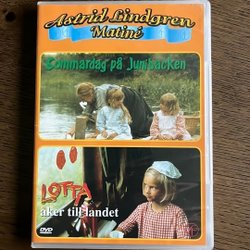 Astrid Lindgren
Matiné
Sommardag på Junibacken
LOTTA
åker till landet
DVD